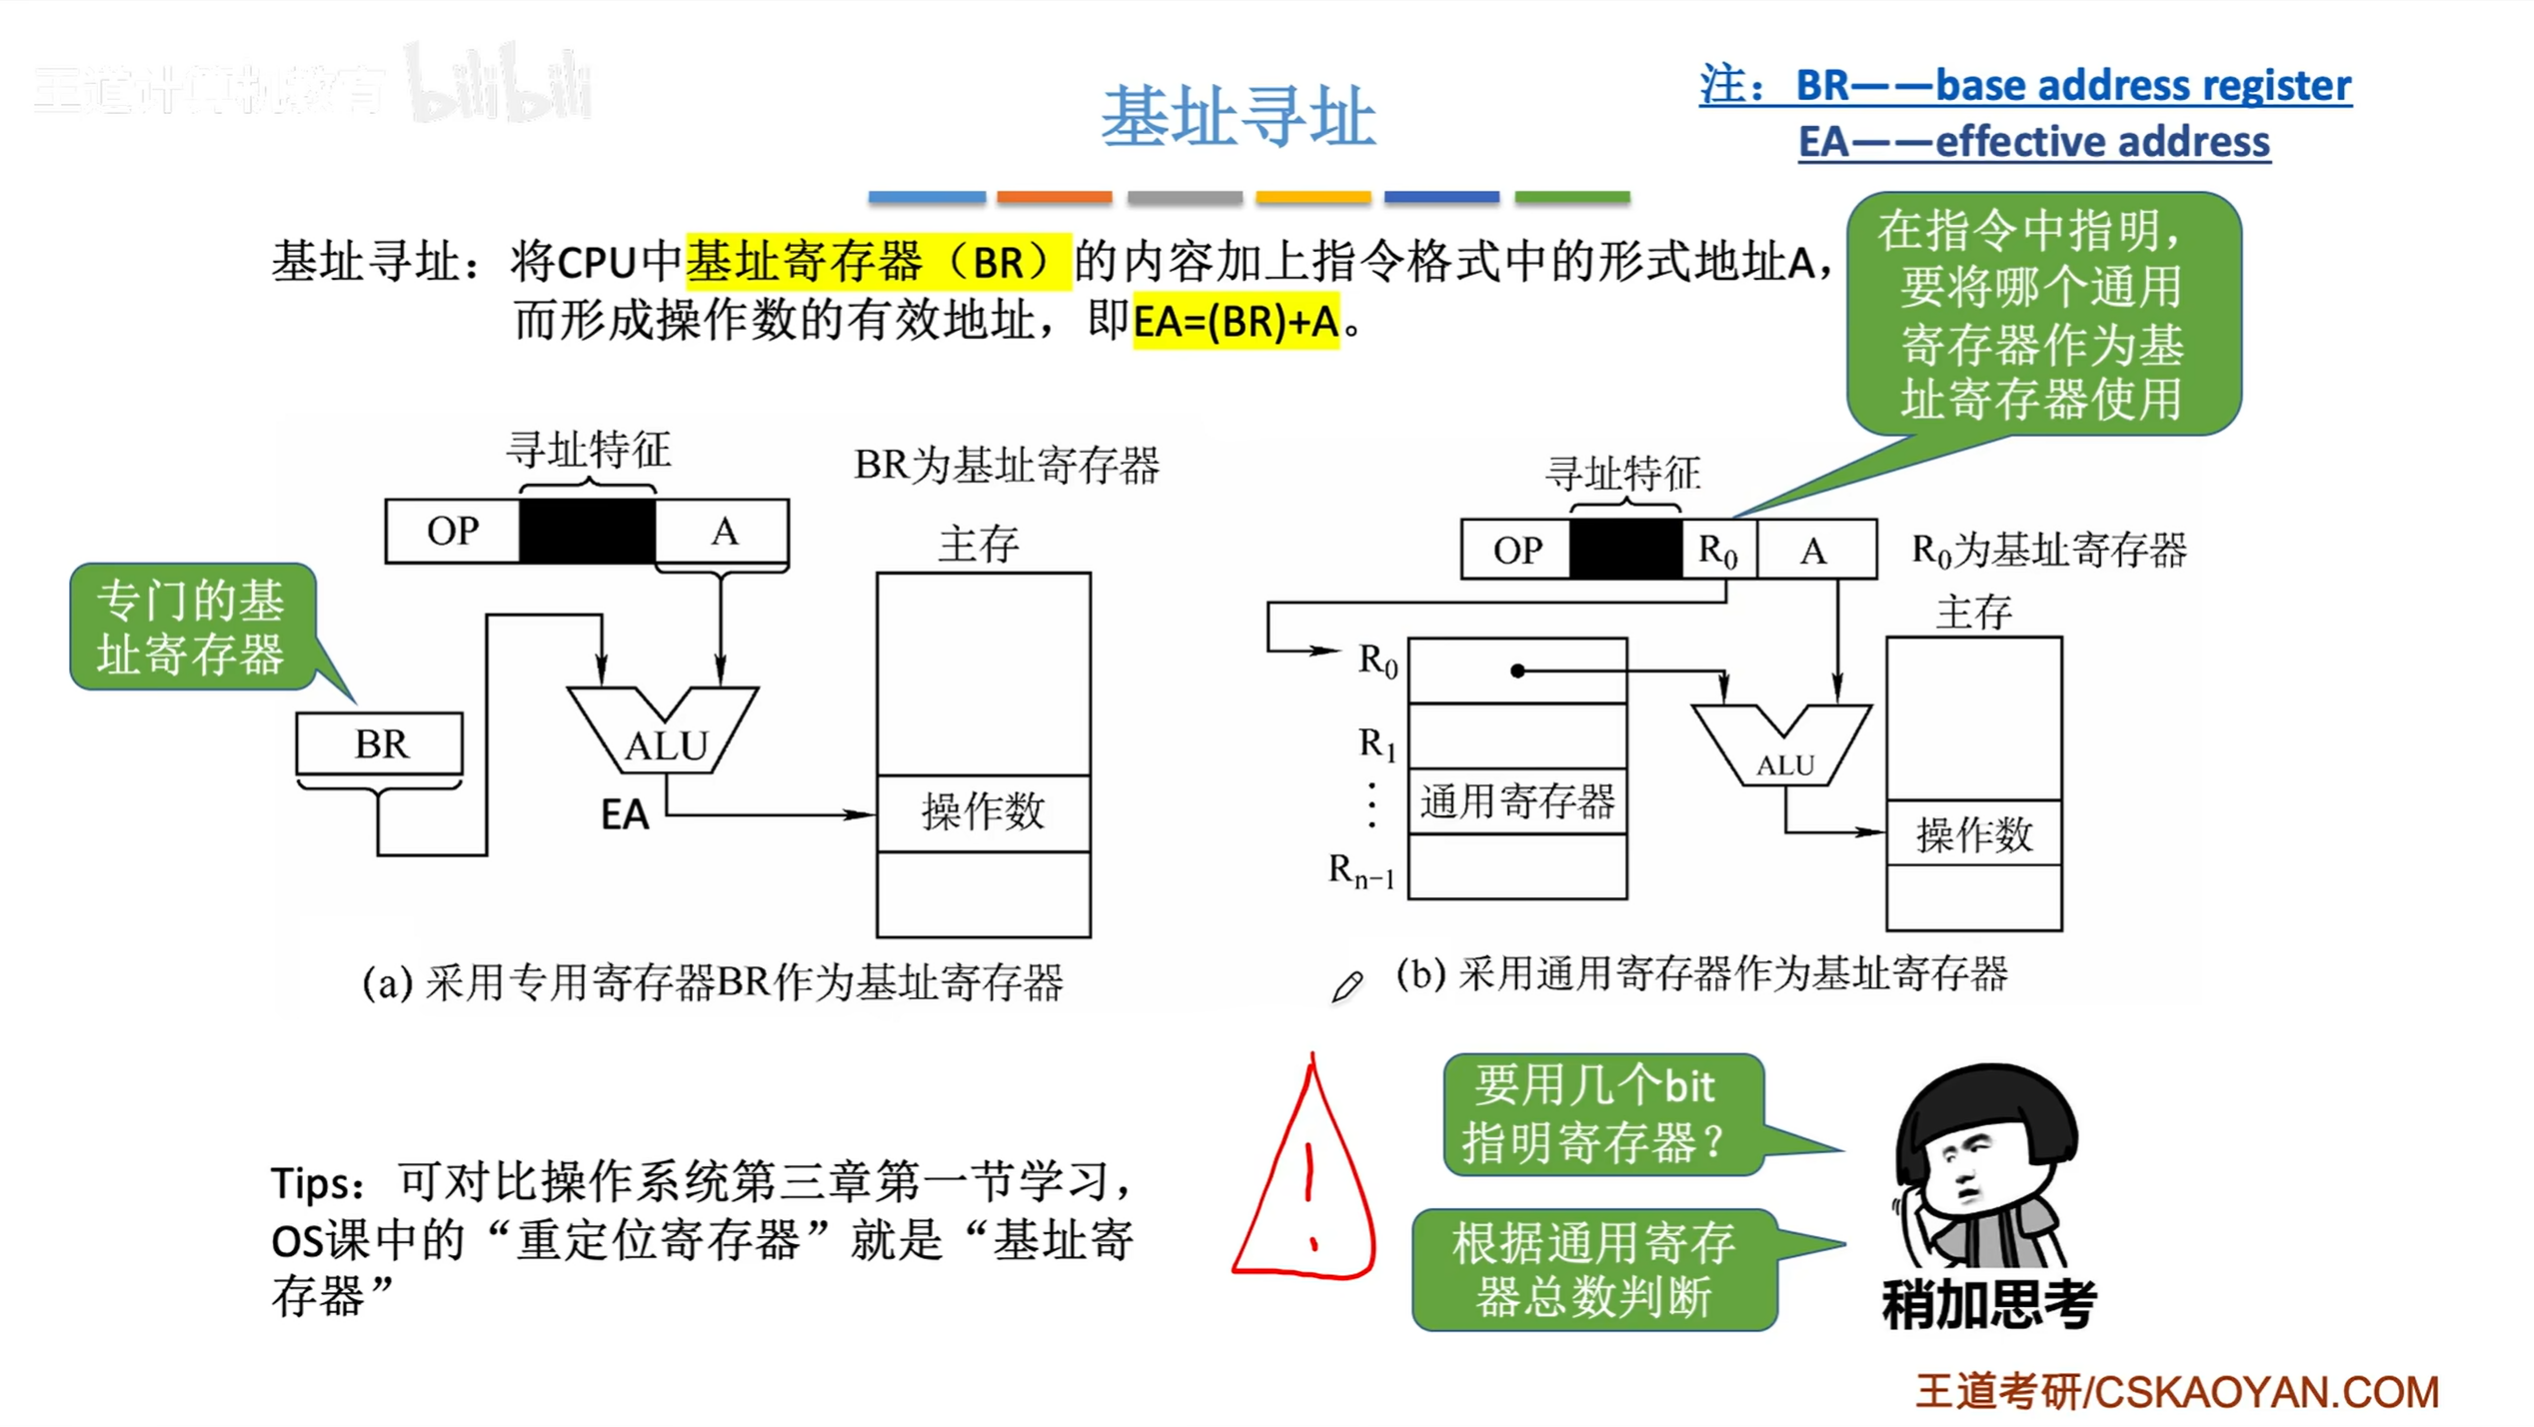 王道计算机教育 bilibili
基址寻址
注：BR——base address register
EA——effective address
基址寻址：将CPU中基址寄存器（BR）的内容加上指令格式中的形式地址A，
而形成操作数的有效地址，即EA=(BR)+A。
在指令中指明，
要将哪个通用
寄存器作为基
址寄存器使用
寻址特征
BR为基址寄存器
OP
A
主存
专门的基
址寄存器
BR
ALU
EA
操作数
(a) 采用专用寄存器BR作为基址寄存器
寻址特征
OP
R₀
A
R₀为基址寄存器
主存
R₀
R₁
⋮
通用寄存器
Rₙ₋₁
ALU
操作数
(b) 采用通用寄存器作为基址寄存器
Tips：可对比操作系统第三章第一节学习，
OS课中的“重定位寄存器”就是“基址寄
存器”
!
要用几个bit
指明寄存器？
根据通用寄存
器总数判断
稍加思考
王道考研/CSKAOYAN.COM